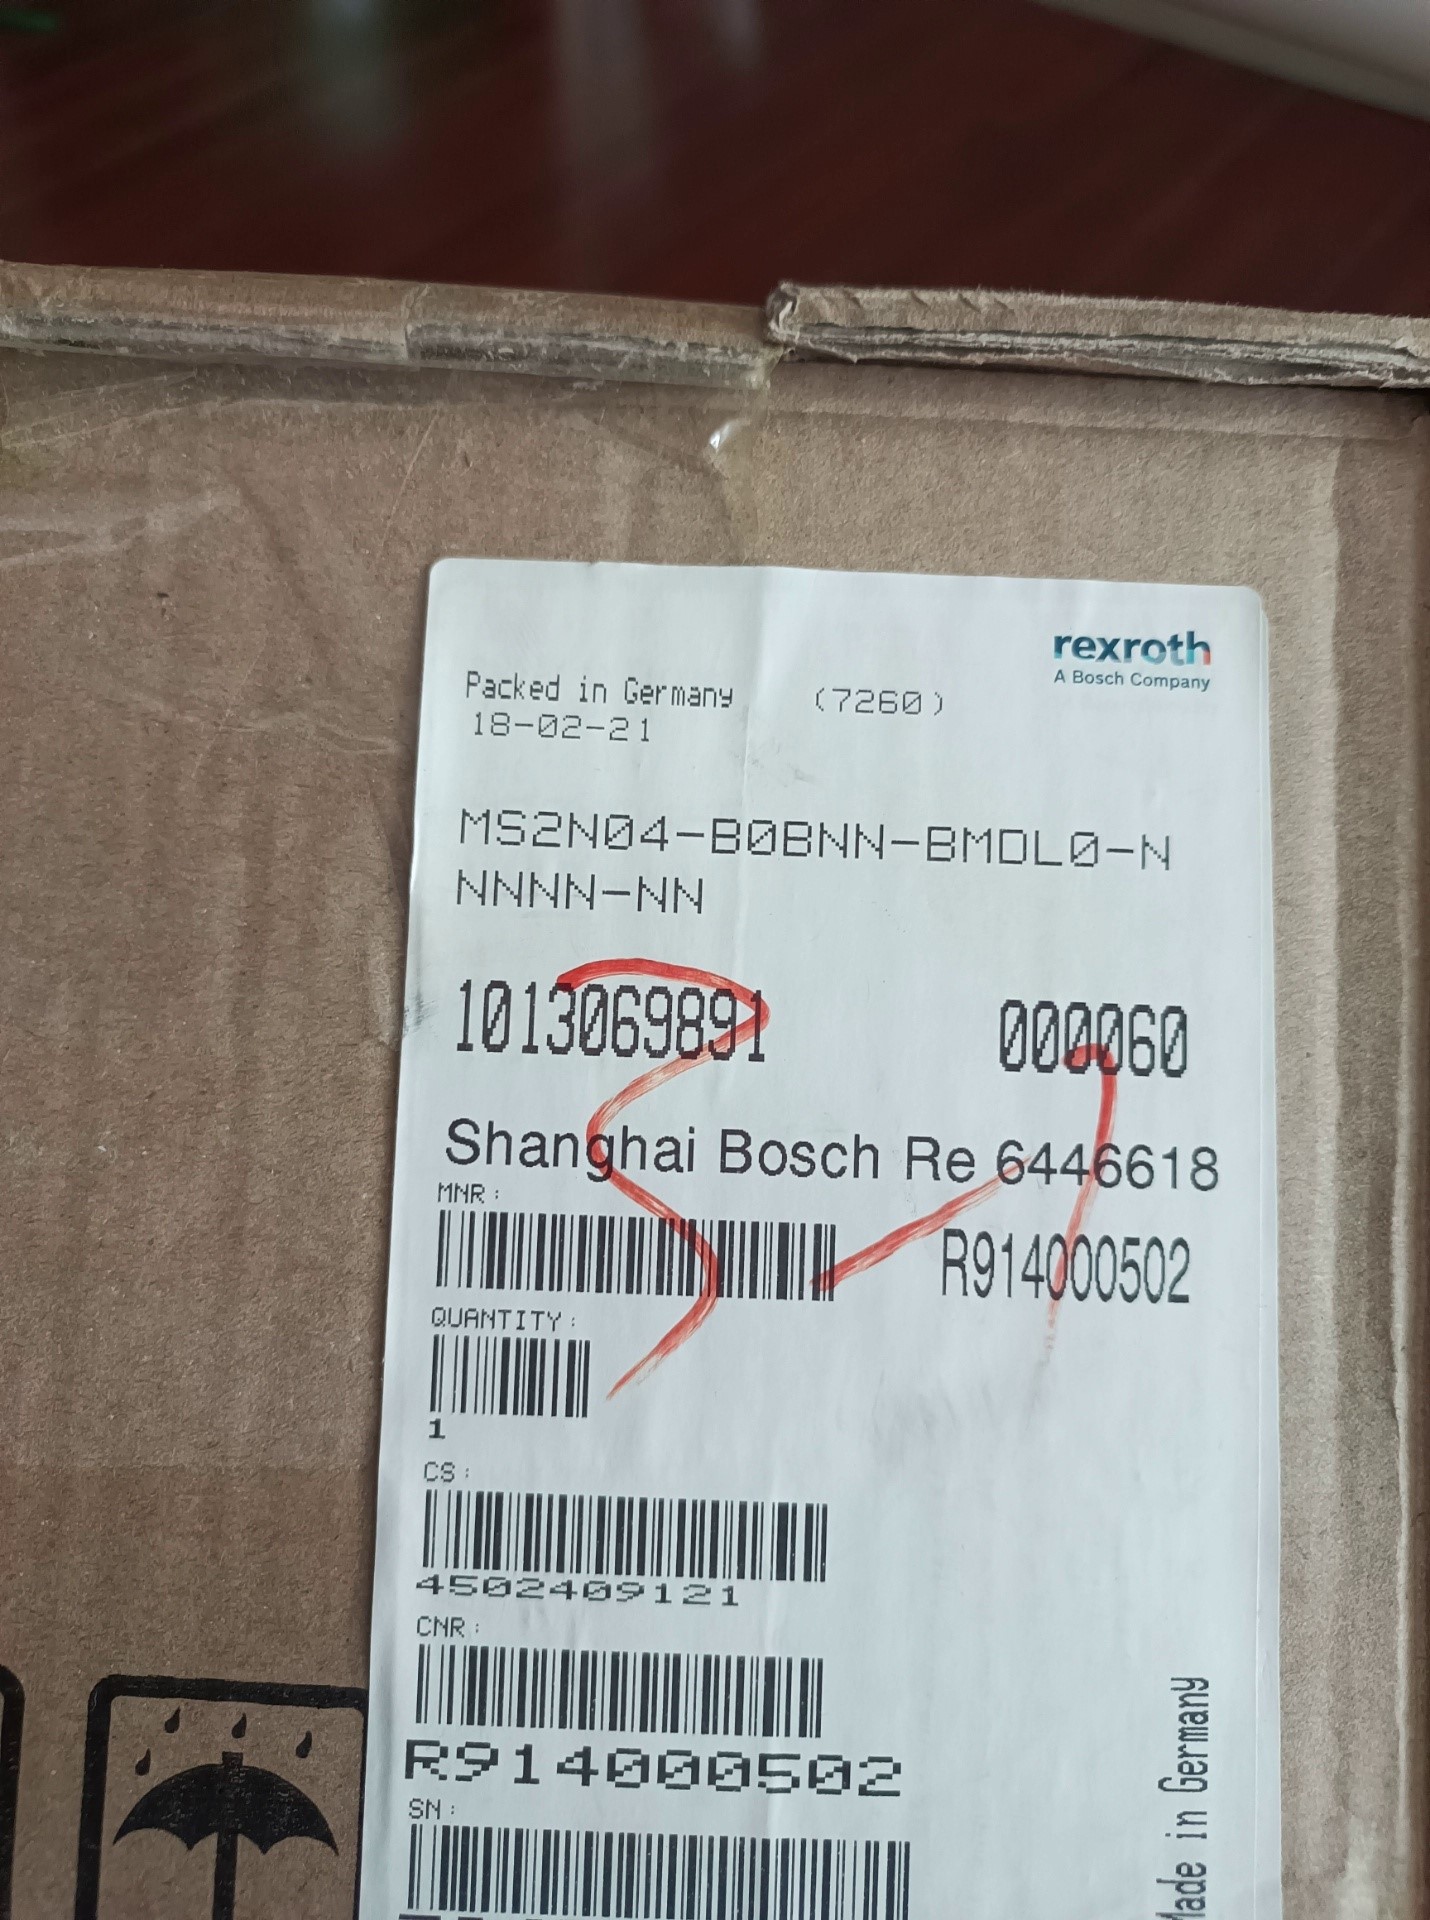 rexroth
A Bosch Company
Packed in Germany (7260)
18-02-21
MS2N04-B0BNN-BMDL0-N
NNNN-NN
1013069891 000060
Shanghai Bosch Re 6446618
MNR:
R914000502
QUANTITY:
1
CS:
4502409121
CNR:
R914000502
SN:
Made in Germany